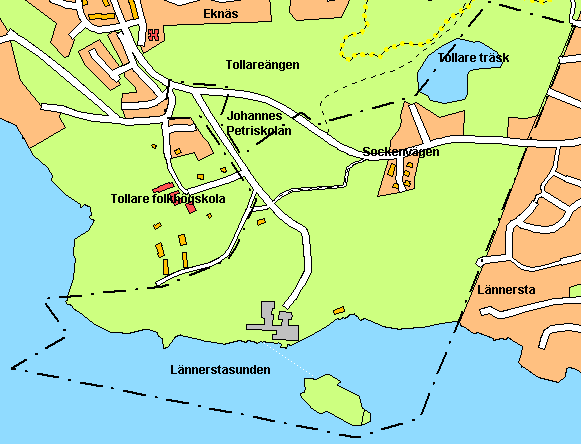 Eknäs
Tollareängen
Tollare träsk
Johannes
Petriskolan
Sockenvägen
Tollare folkhögskola
Lännersta
Lännerstasunden